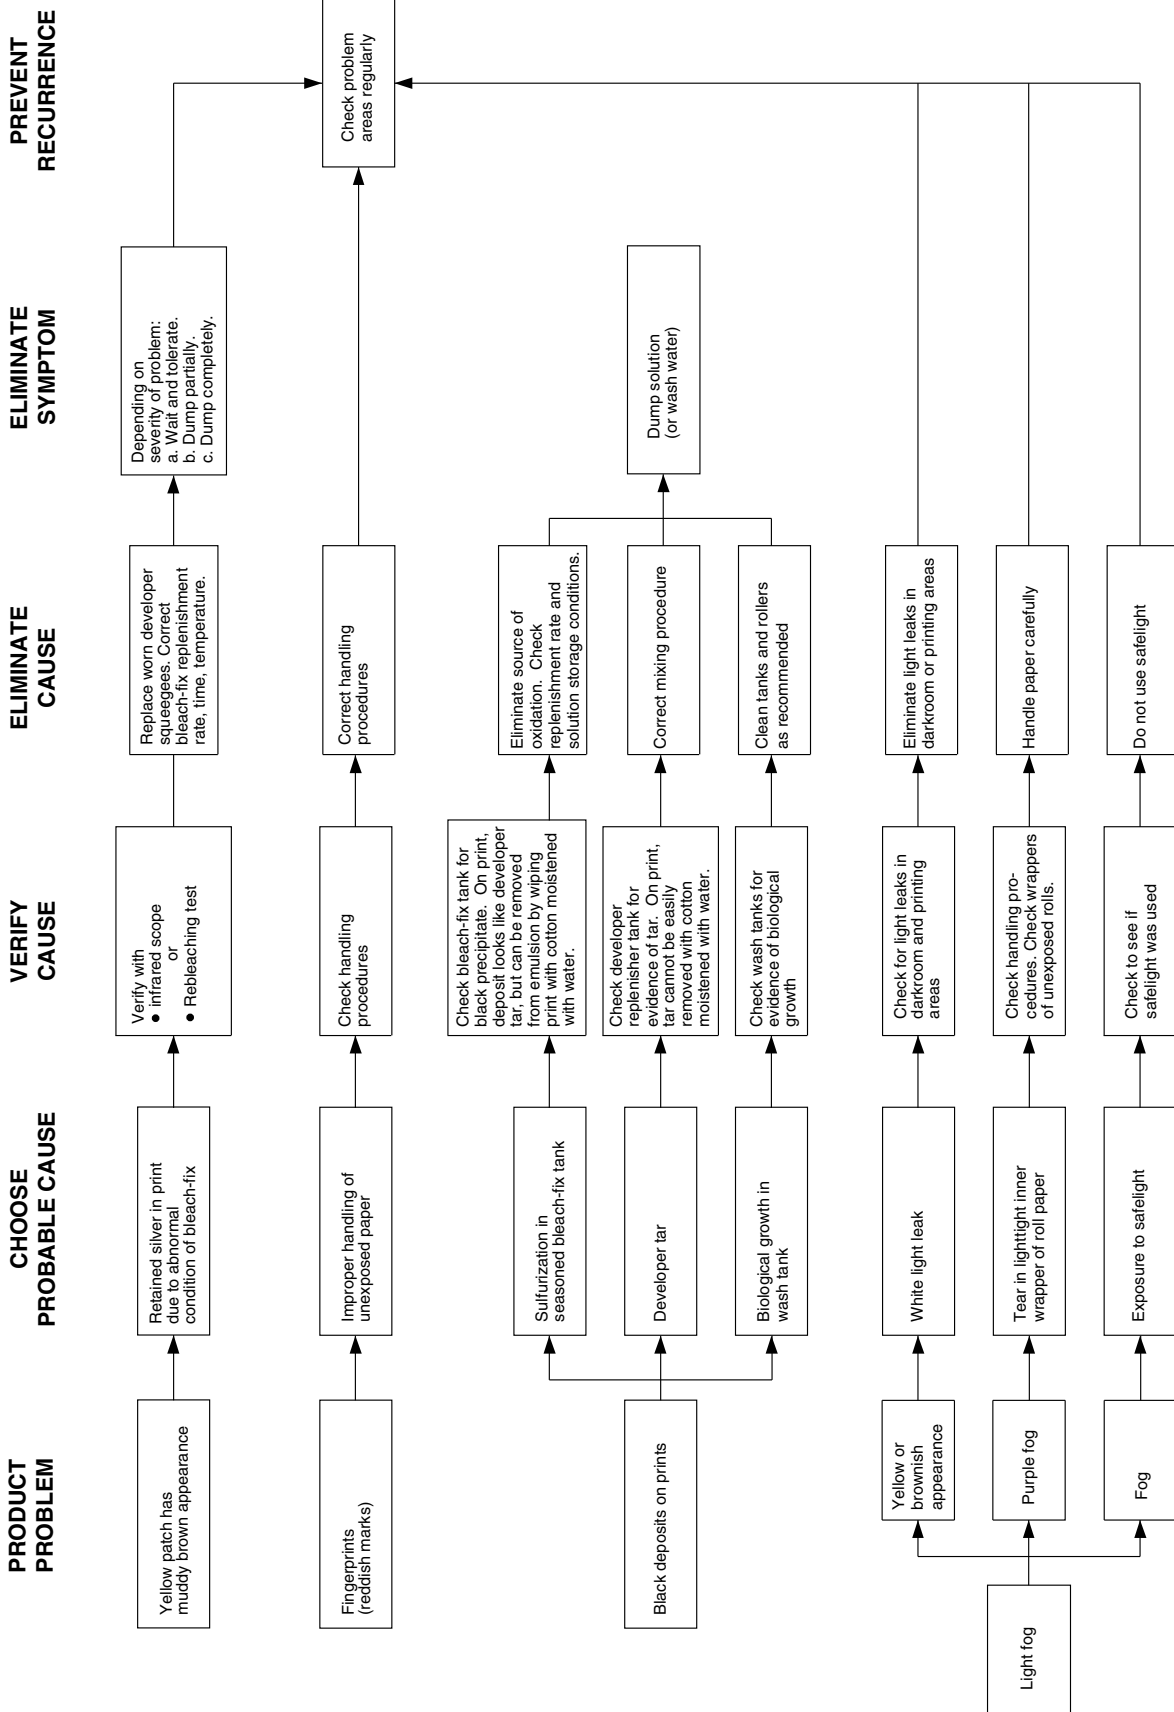 PRODUCT
PROBLEM
CHOOSE
PROBABLE CAUSE
VERIFY
CAUSE
ELIMINATE
CAUSE
ELIMINATE
SYMPTOM
PREVENT
RECURRENCE
Yellow patch has
muddy brown appearance
Retained silver in print
due to abnormal
condition of bleach-fix
Verify with
● infrared scope
or
● Rebleaching test
Replace worn developer
squeegees. Correct
bleach-fix replenishment
rate, time, temperature.
Depending on
severity of problem:
a. Wait and tolerate.
b. Dump partially.
c. Dump completely.
Fingerprints
(reddish marks)
Improper handling of
unexposed paper
Check handling
procedures
Correct handling
procedures
Check problem
areas regularly
Black deposits on prints
Sulfurization in
seasoned bleach-fix tank
Check bleach-fix tank for
black precipitate. On print,
deposit looks like developer
tar, but can be removed
from emulsion by wiping
print with cotton moistened
with water.
Eliminate source of
oxidation. Check
replenishment rate and
solution storage conditions.
Developer tar
Check developer
replenisher tank for
evidence of tar. On print,
tar cannot be easily
removed with cotton
moistened with water.
Correct mixing procedure
Dump solution
(or wash water)
Biological growth in
wash tank
Check wash tanks for
evidence of biological
growth
Clean tanks and rollers
as recommended
Light fog
Yellow or
brownish
appearance
White light leak
Check for light leaks in
darkroom and printing
areas
Eliminate light leaks in
darkroom or printing areas
Purple fog
Tear in lighttight inner
wrapper of roll paper
Check handling pro-
cedures. Check wrappers
of unexposed rolls.
Handle paper carefully
Fog
Exposure to safelight
Check to see if
safelight was used
Do not use safelight